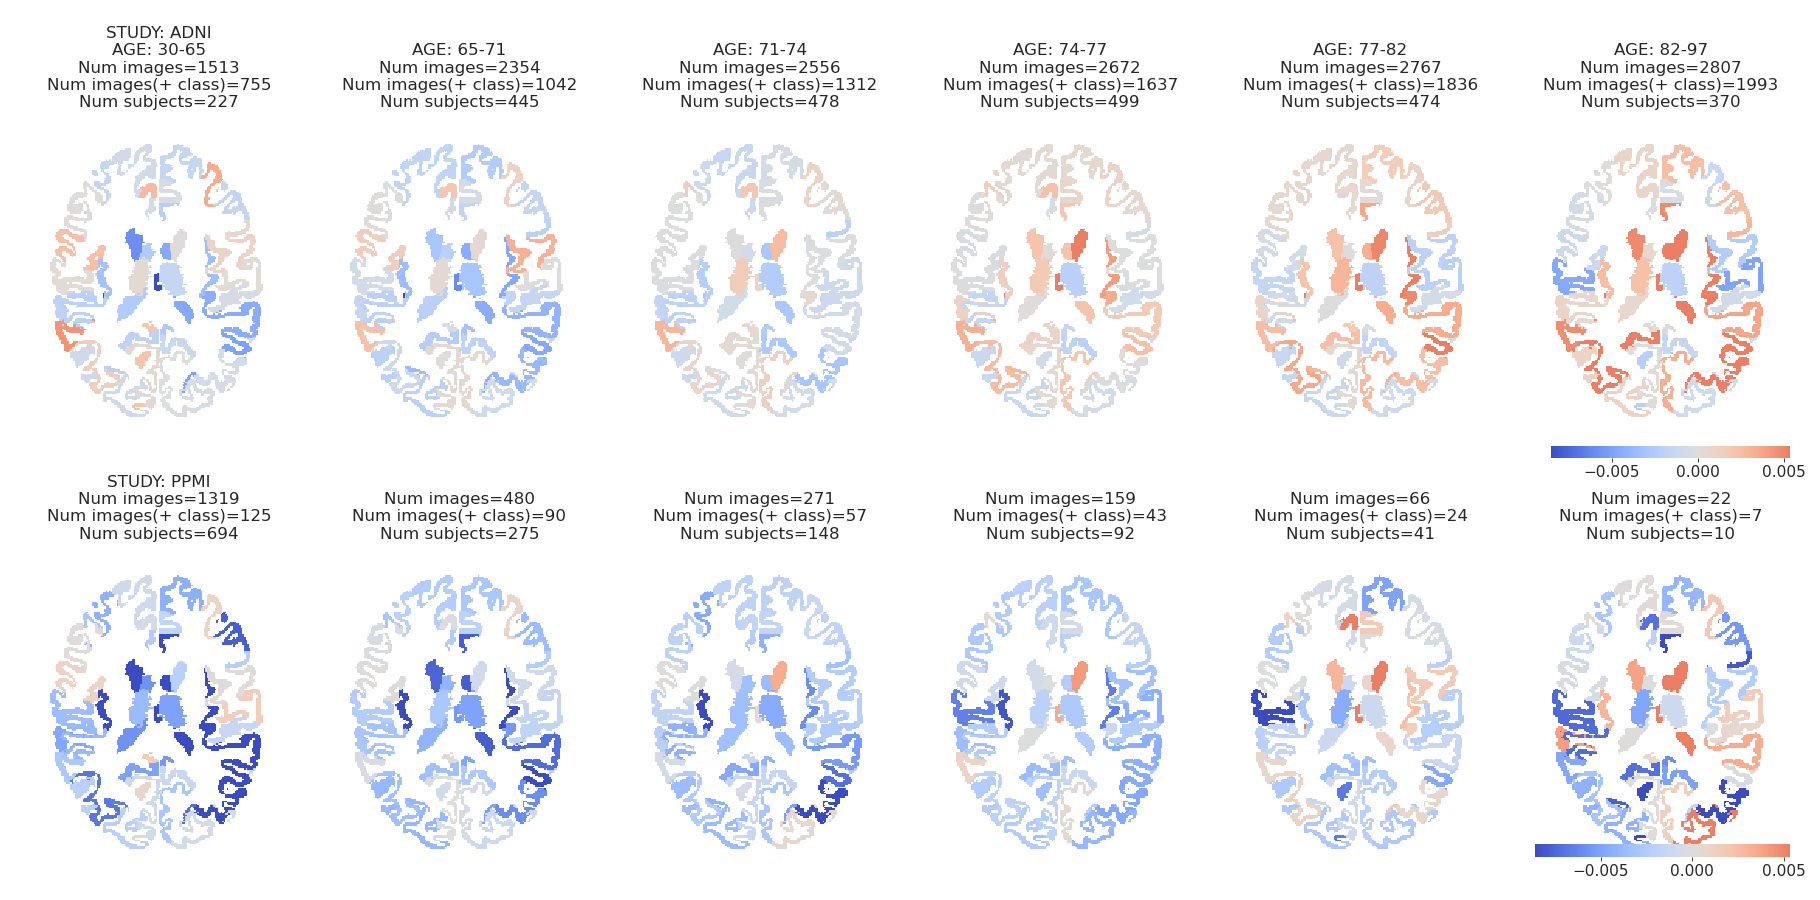 STUDY: ADNI
AGE: 30-65
Num images=1513
Num images(+ class)=755
Num subjects=227
AGE: 65-71
Num images=2354
Num images(+ class)=1042
Num subjects=445
AGE: 71-74
Num images=2556
Num images(+ class)=1312
Num subjects=478
AGE: 74-77
Num images=2672
Num images(+ class)=1637
Num subjects=499
AGE: 77-82
Num images=2767
Num images(+ class)=1836
Num subjects=474
AGE: 82-97
Num images=2807
Num images(+ class)=1993
Num subjects=370
−0.005 0.000 0.005
STUDY: PPMI
Num images=1319
Num images(+ class)=125
Num subjects=694
Num images=480
Num images(+ class)=90
Num subjects=275
Num images=271
Num images(+ class)=57
Num subjects=148
Num images=159
Num images(+ class)=43
Num subjects=92
Num images=66
Num images(+ class)=24
Num subjects=41
Num images=22
Num images(+ class)=7
Num subjects=10
−0.005 0.000 0.005